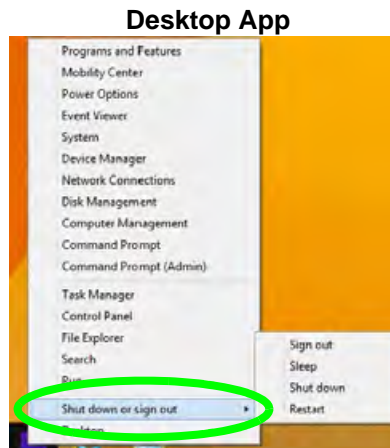 Desktop App
Programs and Features
Mobility Center
Power Options
Event Viewer
System
Device Manager
Network Connections
Disk Management
Computer Management
Command Prompt
Command Prompt (Admin)
Task Manager
Control Panel
File Explorer
Search
Run
Shut down or sign out
Desktop
Sign out
Sleep
Shut down
Restart